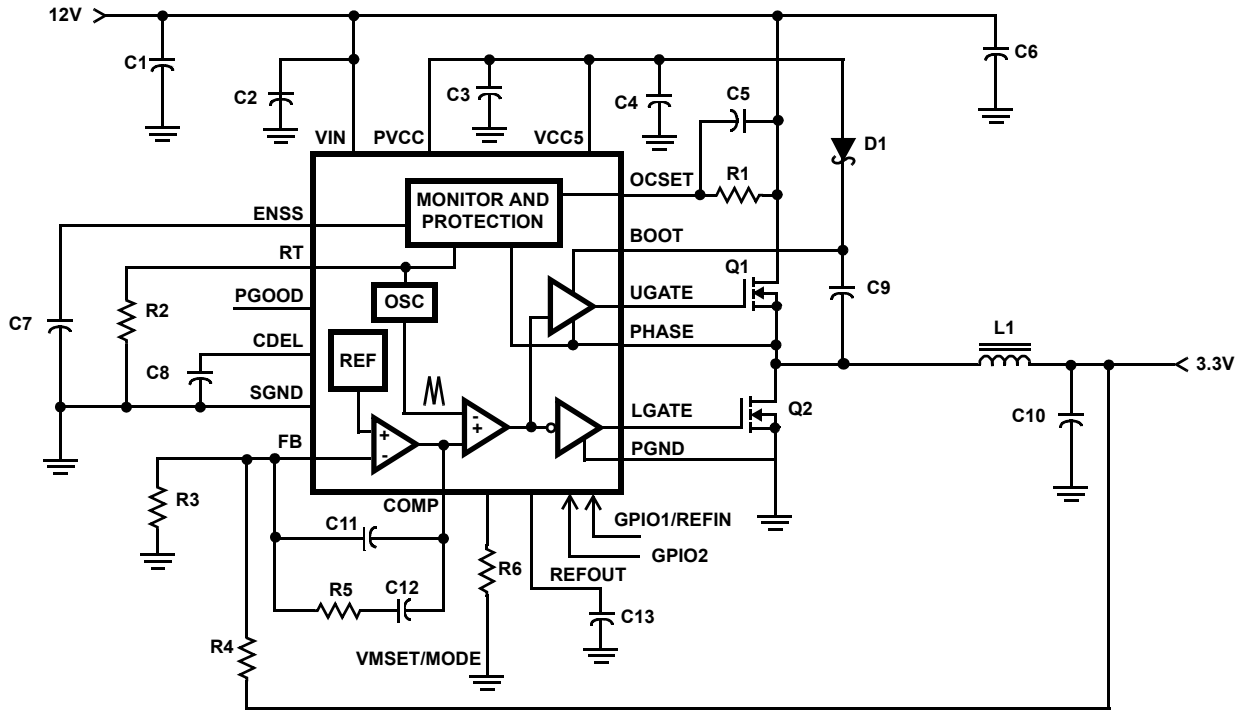 12V
C1
C2
C3
C4
C5
C6
VIN
PVCC
VCC5
D1
OCSET
R1
MONITOR AND
PROTECTION
ENSS
BOOT
RT
Q1
R2
OSC
UGATE
C9
PGOOD
C7
PHASE
L1
CDEL
REF
3.3V
C8
SGND
LGATE
Q2
C10
FB
+
-
-
+
PGND
R3
COMP
GPIO1/REFIN
C11
GPIO2
R6
REFOUT
R5
C12
C13
R4
VMSET/MODE